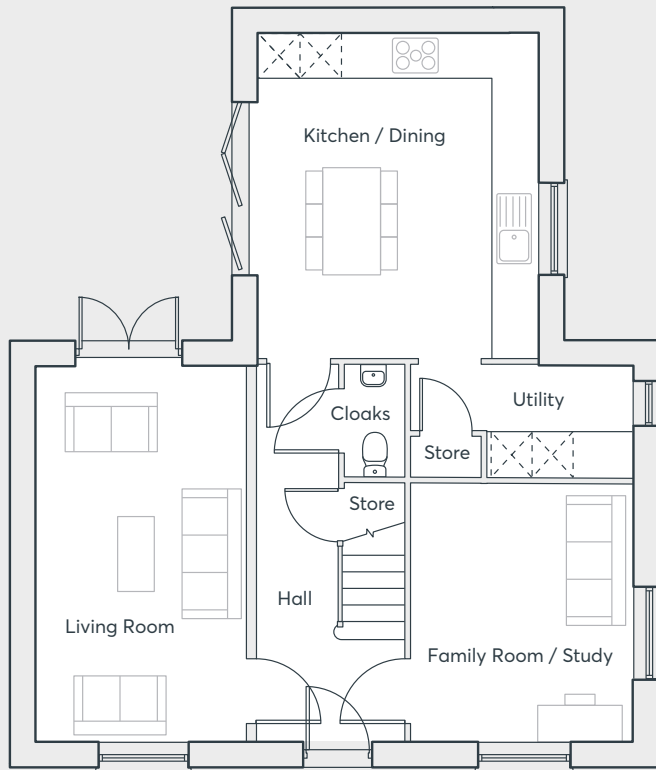 Kitchen / Dining
Cloaks
Utility
Store
Store
Hall
Living Room
Family Room / Study